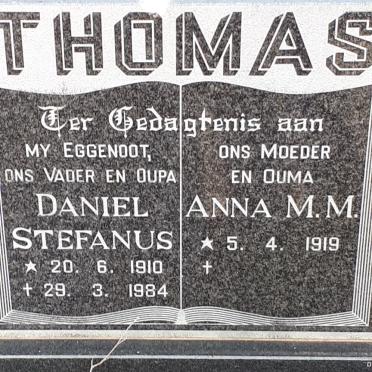 THOMAS
Ter Gedagtenis aan
MY EGGENOOT,
ONS VADER EN OUPA
DANIEL
STEFANUS
★ 20. 6. 1910
✝ 29. 3. 1984
ONS MOEDER
EN OUMA
ANNA M.M.
★ 5. 4. 1919
✝